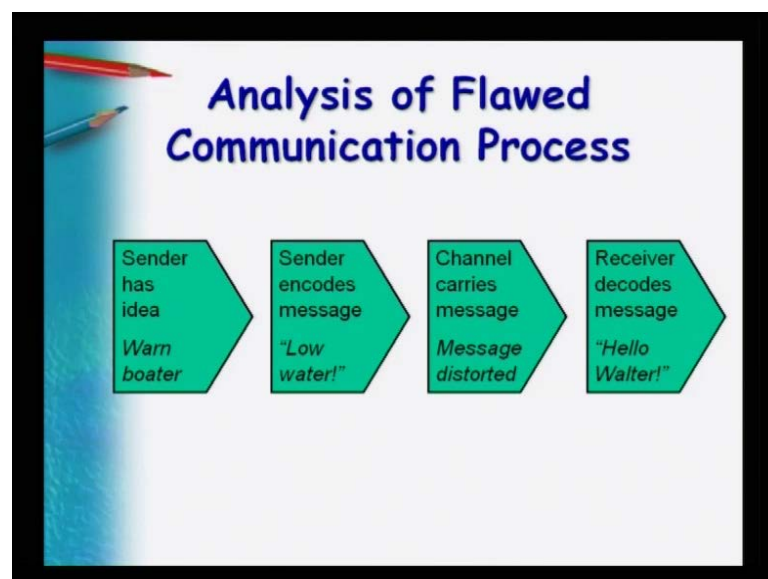 Analysis of Flawed
Communication Process
Sender
has
idea
Warn
boater
Sender
encodes
message
“Low
water!”
Channel
carries
message
Message
distorted
Receiver
decodes
message
“Hello
Walter!”